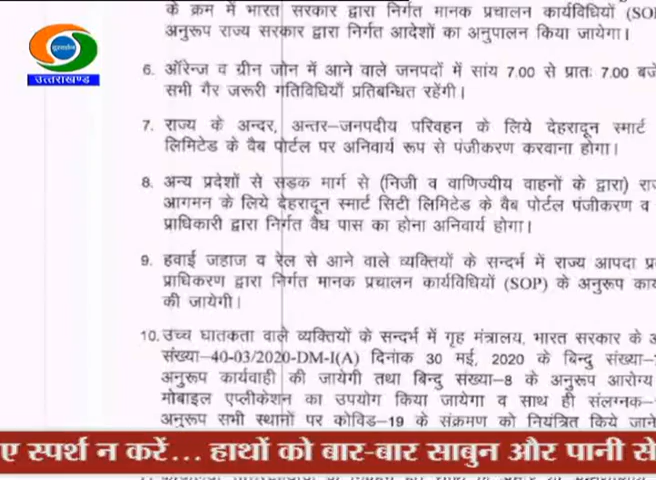 के क्रम में भारत सरकार द्वारा निर्गत मानक प्रचालन कार्यविधियों (SO
अनुरूप राज्य सरकार द्वारा निर्गत आदेशों का अनुपालन किया जायेगा।
दूरदर्शन
उत्तराखण्ड
6. ऑरेन्ज व ग्रीन जोन में आने वाले जनपदों में सांय 7.00 से प्रातः 7.00 बजे
सभी गैर जरूरी गतिविधियाँ प्रतिबन्धित रहेंगी।
7. राज्य के अन्दर, अन्तर-जनपदीय परिवहन के लिये देहरादून स्मार्ट
लिमिटेड के वैब पोर्टल पर अनिवार्य रूप से पंजीकरण करवाना होगा।
8. अन्य प्रदेशों से सड़क मार्ग से (निजी व वाणिज्यीय वाहनों के द्वारा) राज
आगमन के लिये देहरादून स्मार्ट सिटी लिमिटेड के वैब पोर्टल पंजीकरण व
प्राधिकारी द्वारा निर्गत वैध पास का होना अनिवार्य होगा।
9. हवाई जहाज व रेल से आने वाले व्यक्तियों के सन्दर्भ में राज्य आपदा प्र
प्राधिकरण द्वारा निर्गत मानक प्रचालन कार्यविधियों (SOP) के अनुरूप कार्य
की जायेगी।
10. उच्च घातकता वाले व्यक्तियों के सन्दर्भ में गृह मंत्रालय, भारत सरकार के अ
संख्या-40-03/2020-DM-I(A) दिनांक 30 मई, 2020 के बिन्दु संख्या-
अनुरूप कार्यवाही की जायेगी तथा बिन्दु संख्या-8 के अनुरूप आरोग्य
मोबाइल एप्लीकेशन का उपयोग किया जायेगा व साथ ही संलग्नक-
अनुरूप सभी स्थानों पर कोविड-19 के संक्रमण को नियंत्रित किये जाने
ए स्पर्श न करें... हाथों को बार-बार साबुन और पानी से